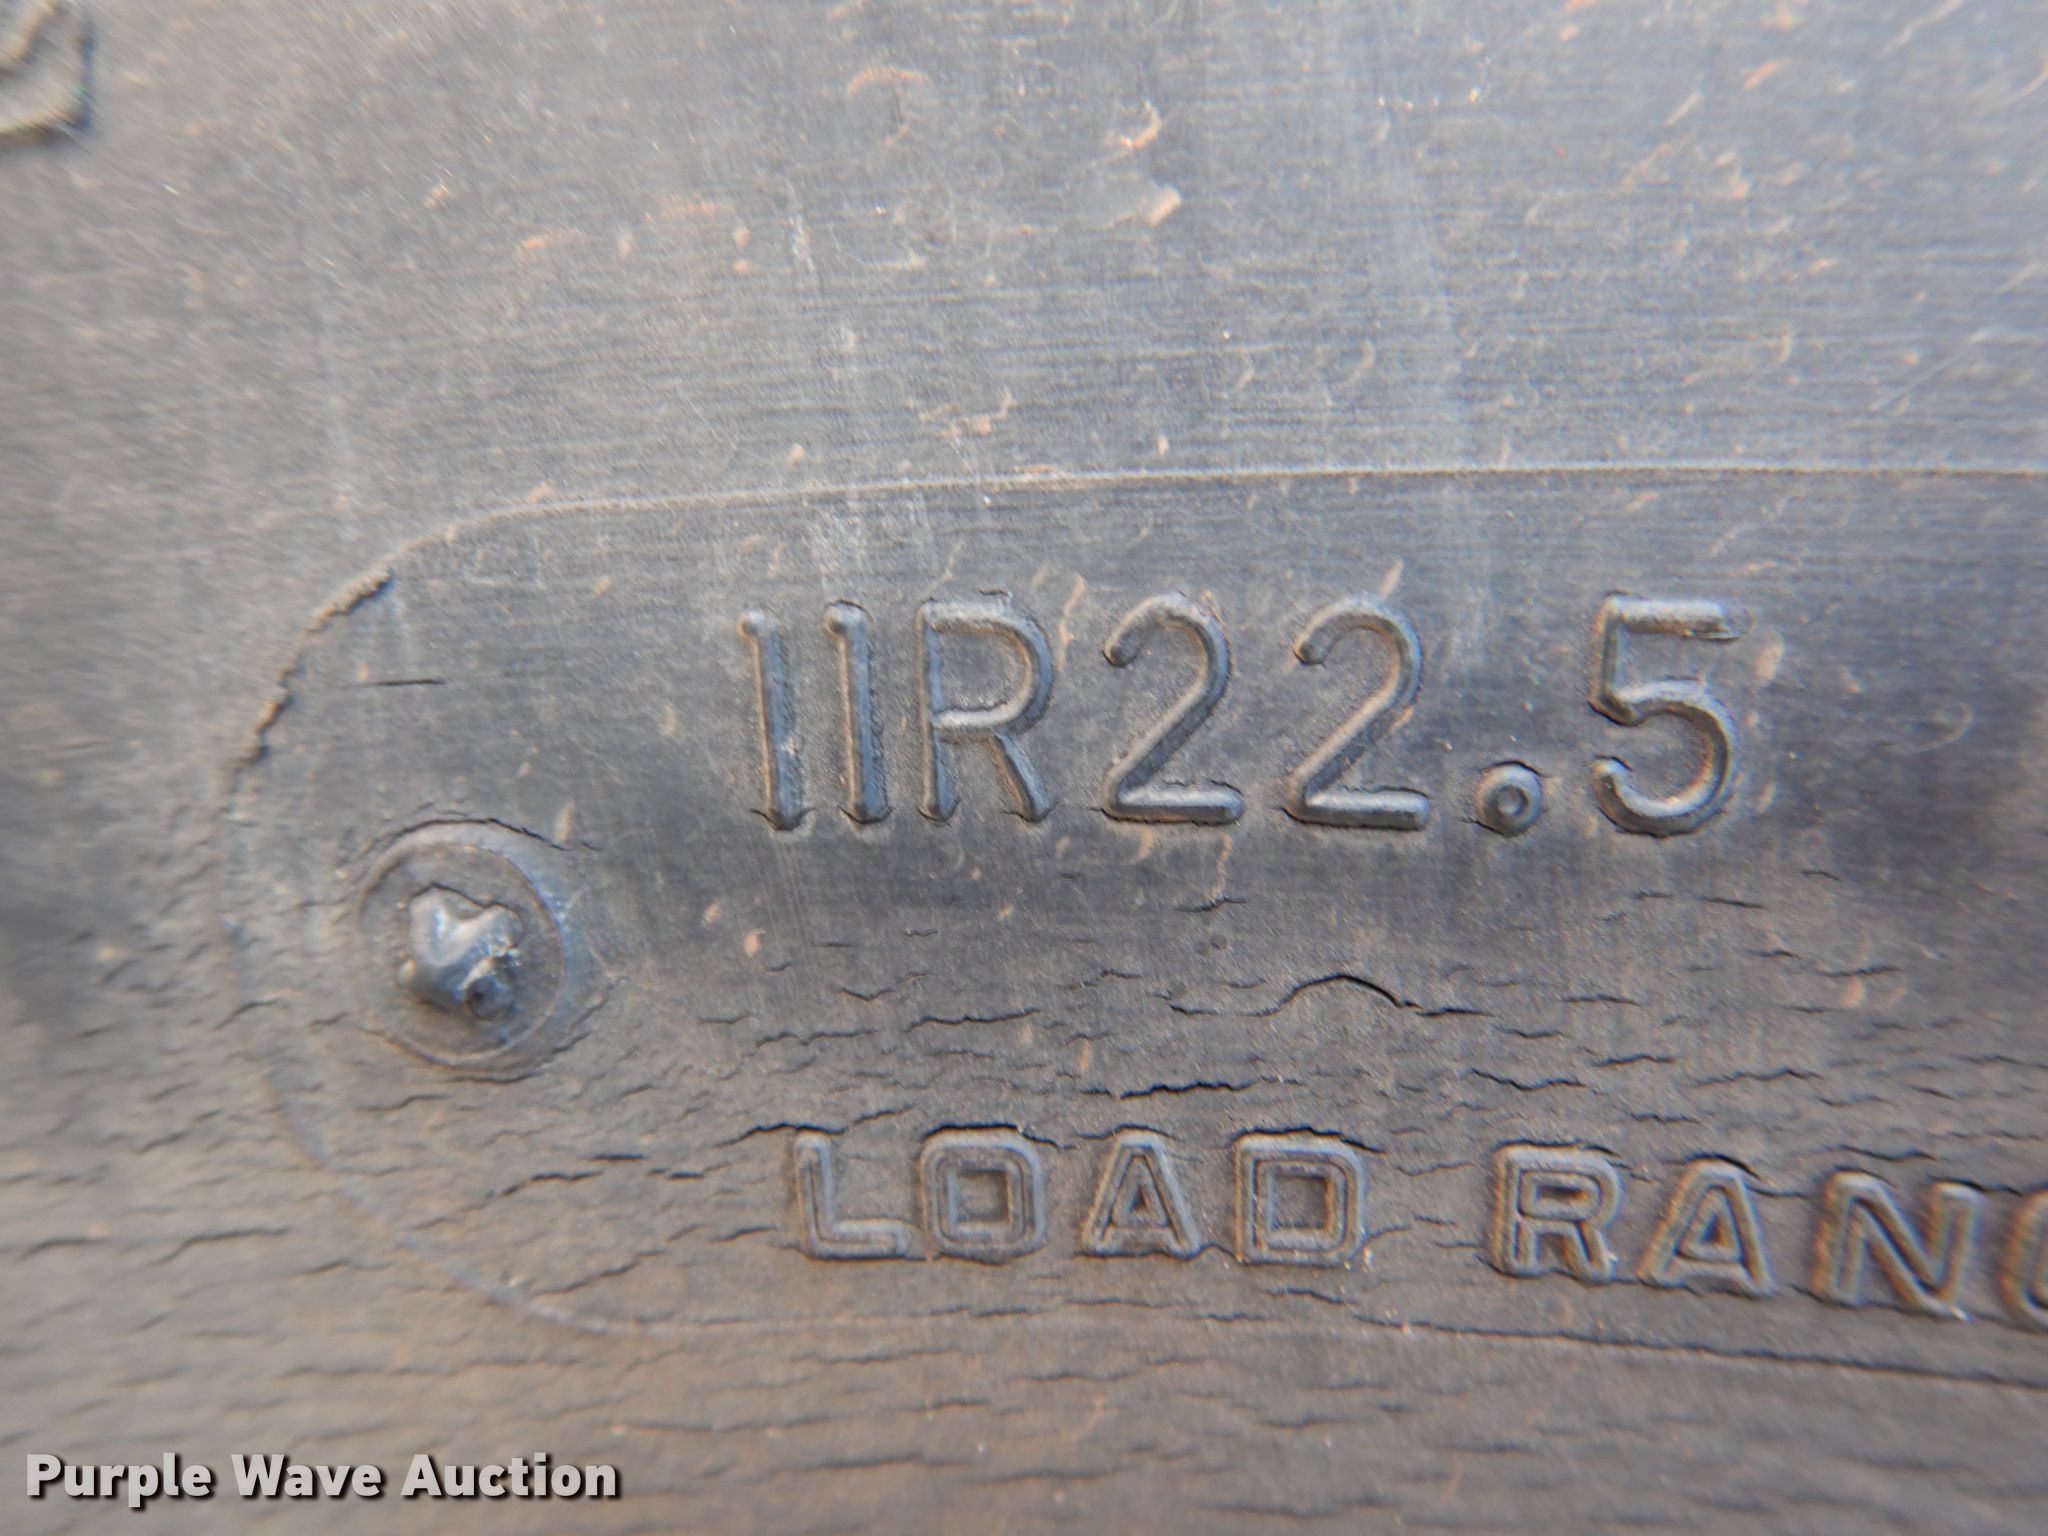 11R22.5
LOAD RANG
Purple Wave Auction